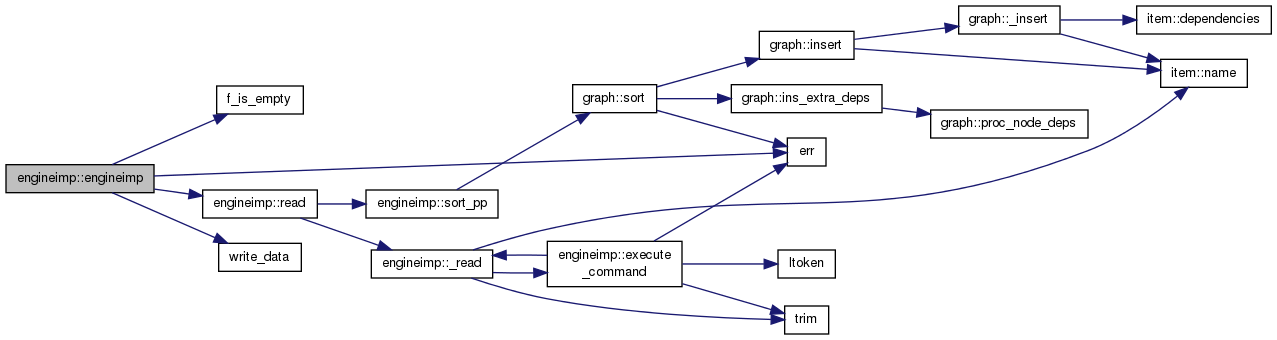 graph::_insert
item::dependencies
graph::insert
item::name
f_is_empty
graph::sort
graph::ins_extra_deps
graph::proc_node_deps
err
engineimp::engineimp
engineimp::read
engineimp::sort_pp
write_data
engineimp::_read
engineimp::execute
_command
ltoken
trim